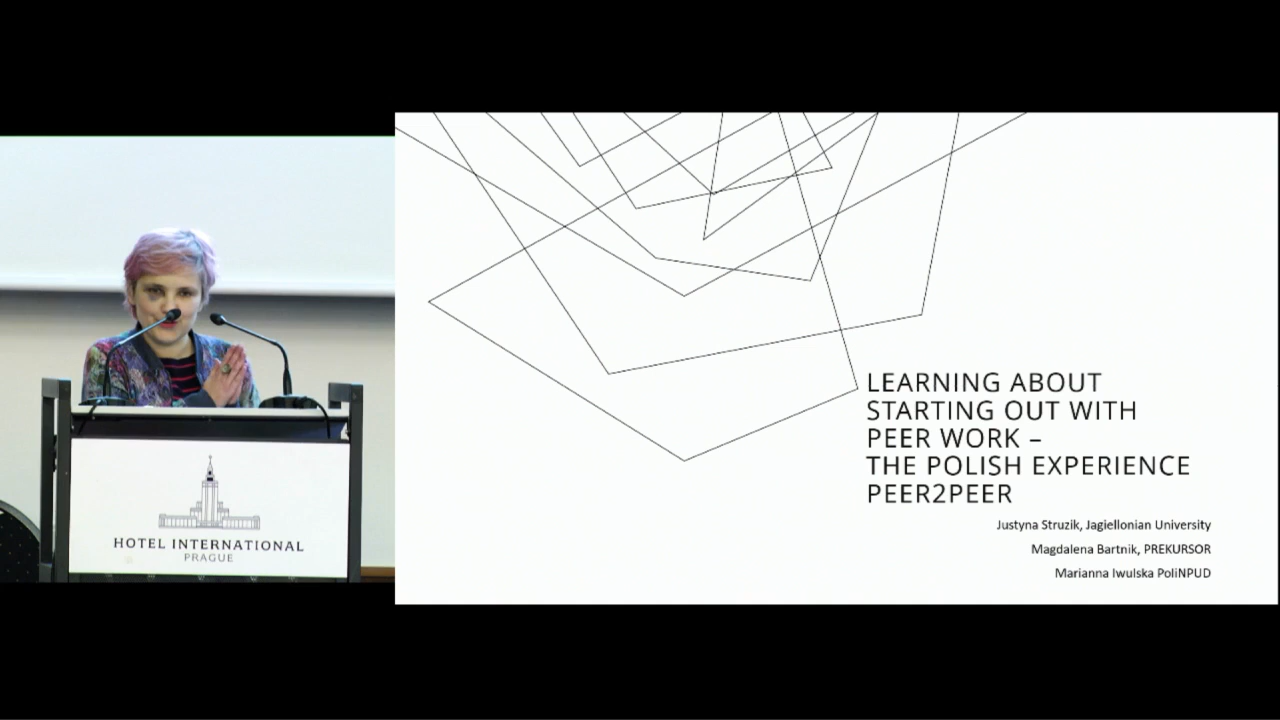 HOTEL INTERNATIONAL
PRAGUE
LEARNING ABOUT
STARTING OUT WITH
PEER WORK –
THE POLISH EXPERIENCE
PEER2PEER
Justyna Struzik, Jagiellonian University
Magdalena Bartnik, PREKURSOR
Marianna Iwulska PoliNPUD